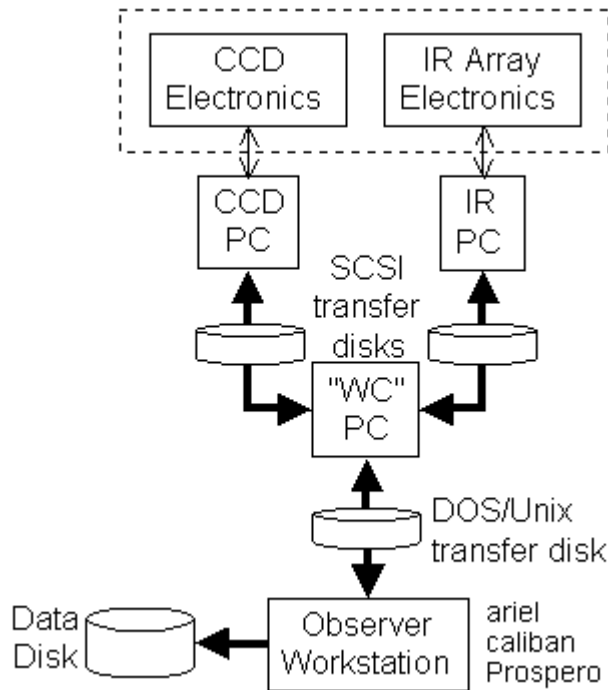 CCD
Electronics
IR Array
Electronics
CCD
PC
IR
PC
SCSI
transfer
disks
"WC"
PC
DOS/Unix
transfer disk
Data
Disk
Observer
Workstation
ariel
caliban
Prospero